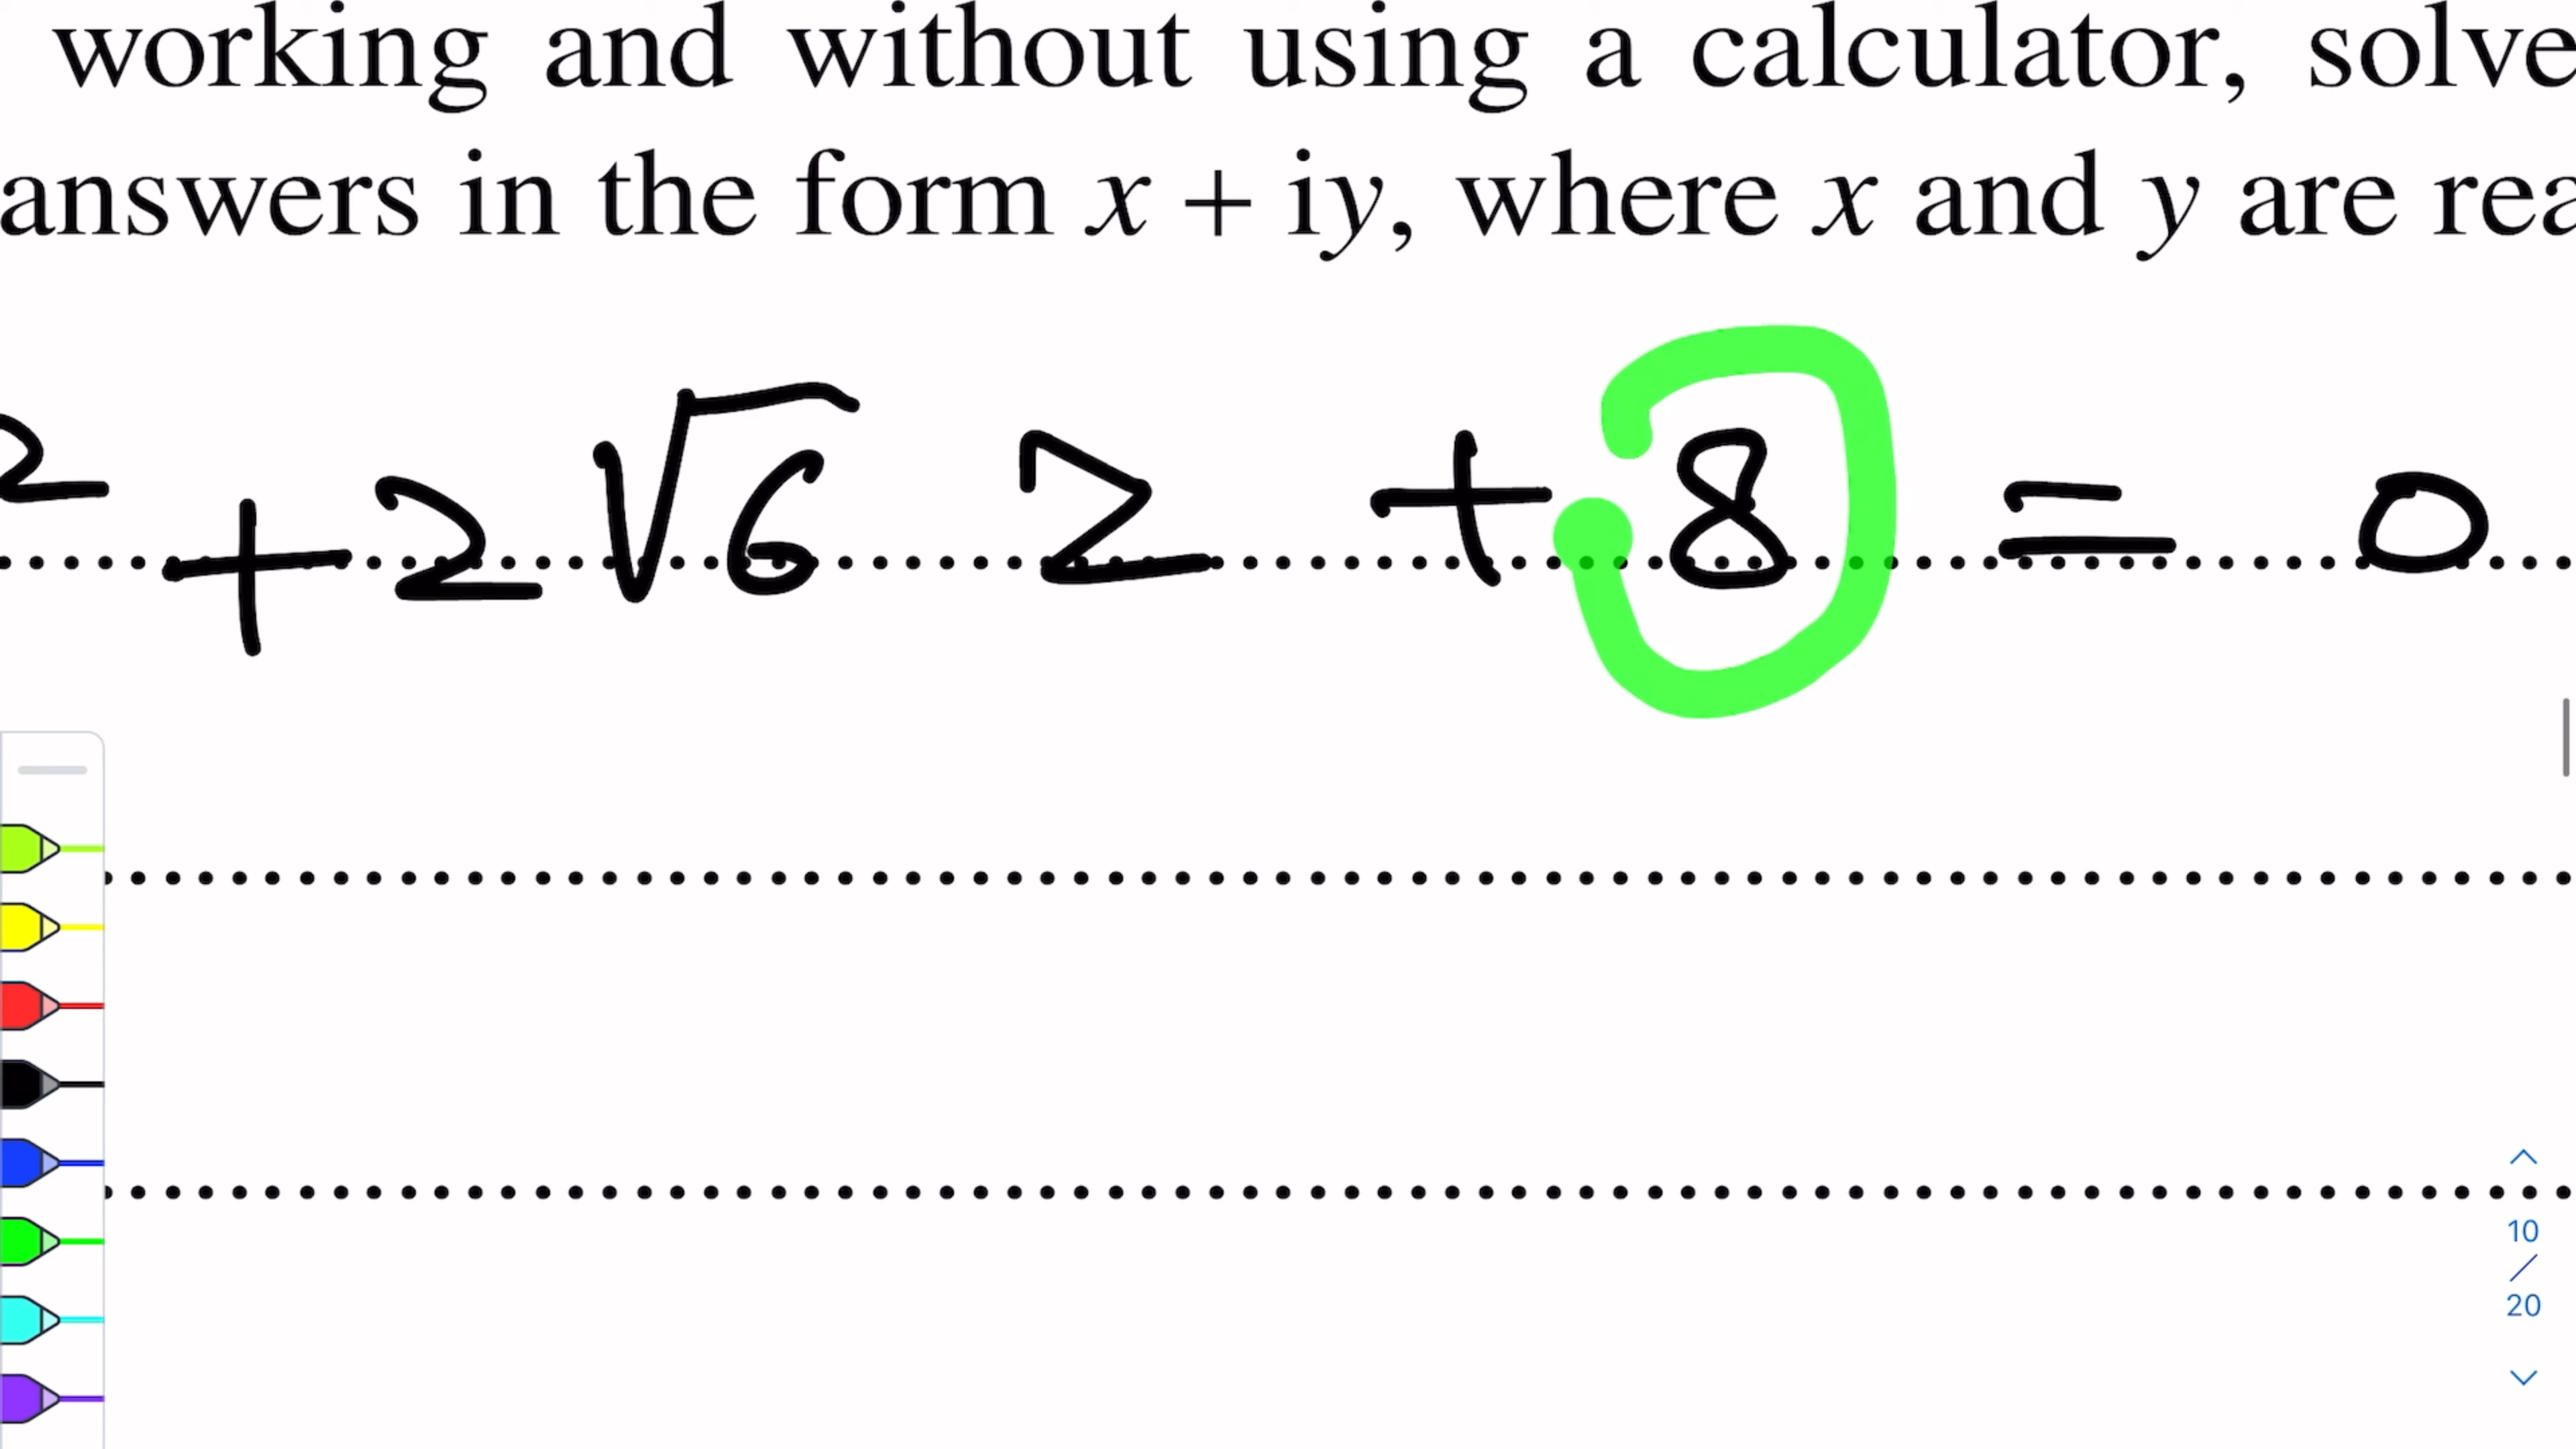 working and without using a calculator, solve
answers in the form x + iy, where x and y are rea
2 + 2 √6 z + 8 = 0
10
/
20